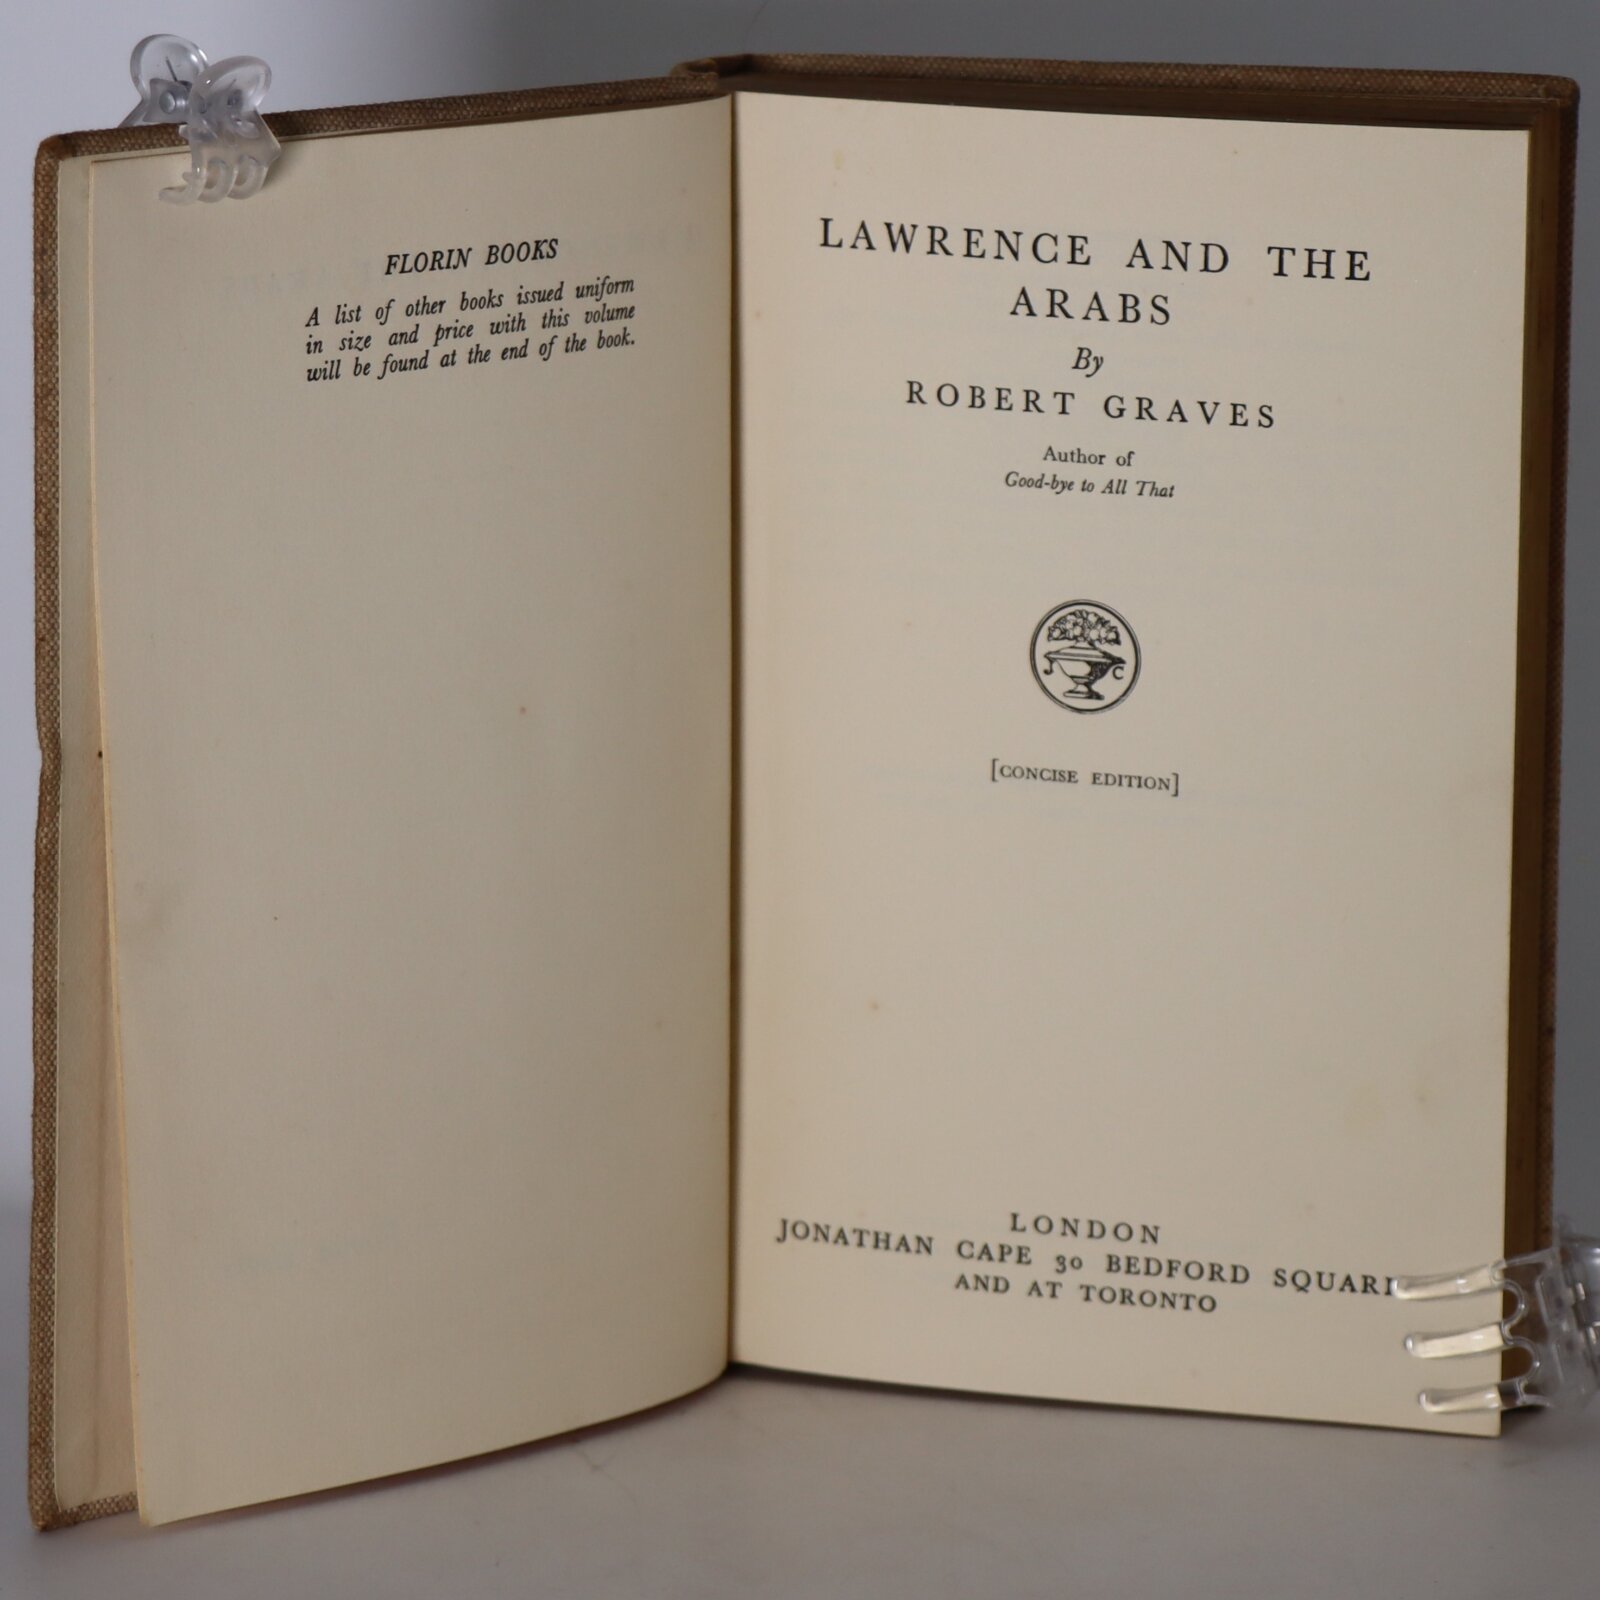 FLORIN BOOKS
A list of other books issued uniform
in size and price with this volume
will be found at the end of the book.
LAWRENCE AND THE
ARABS
By
ROBERT GRAVES
Author of
Good-bye to All That
J C
[CONCISE EDITION]
LONDON
JONATHAN CAPE 30 BEDFORD
AND AT TORONTO